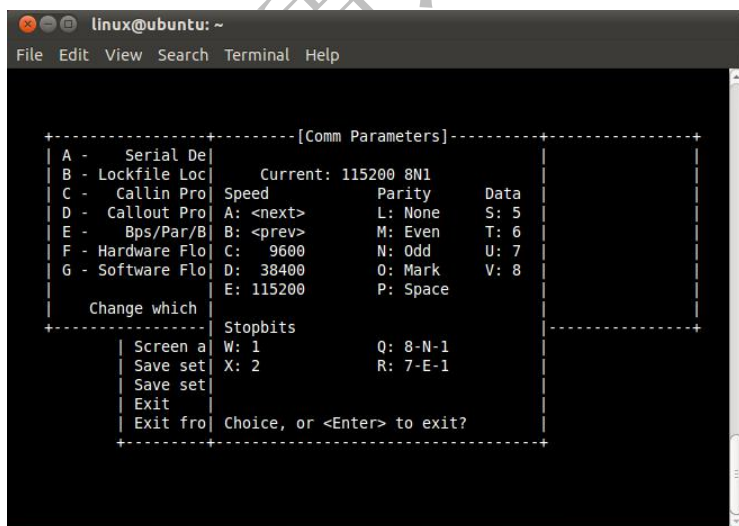 linux@ubuntu: ~
File Edit View Search Terminal Help
+-----------------+---------[Comm Parameters]----------+----------------+
| A -    Serial De|                                    |                |
| B - Lockfile Loc|     Current: 115200 8N1            |                |
| C -   Callin Pro| Speed            Parity      Data  |                |
| D -  Callout Pro| A: <next>        L: None     S: 5  |                |
| E -    Bps/Par/B| B: <prev>        M: Even     T: 6  |                |
| F - Hardware Flo| C:   9600        N: Odd      U: 7  |                |
| G - Software Flo| D:  38400        O: Mark     V: 8  |                |
|                 | E: 115200        P: Space          |                |
|    Change which |                                    |                |
+-----------------| Stopbits                           |----------------+
        | Screen a| W: 1             Q: 8-N-1          |
        | Save set| X: 2             R: 7-E-1          |
        | Save set|                                    |
        | Exit    |                                    |
        | Exit fro| Choice, or <Enter> to exit?        |
        +---------+------------------------------------+